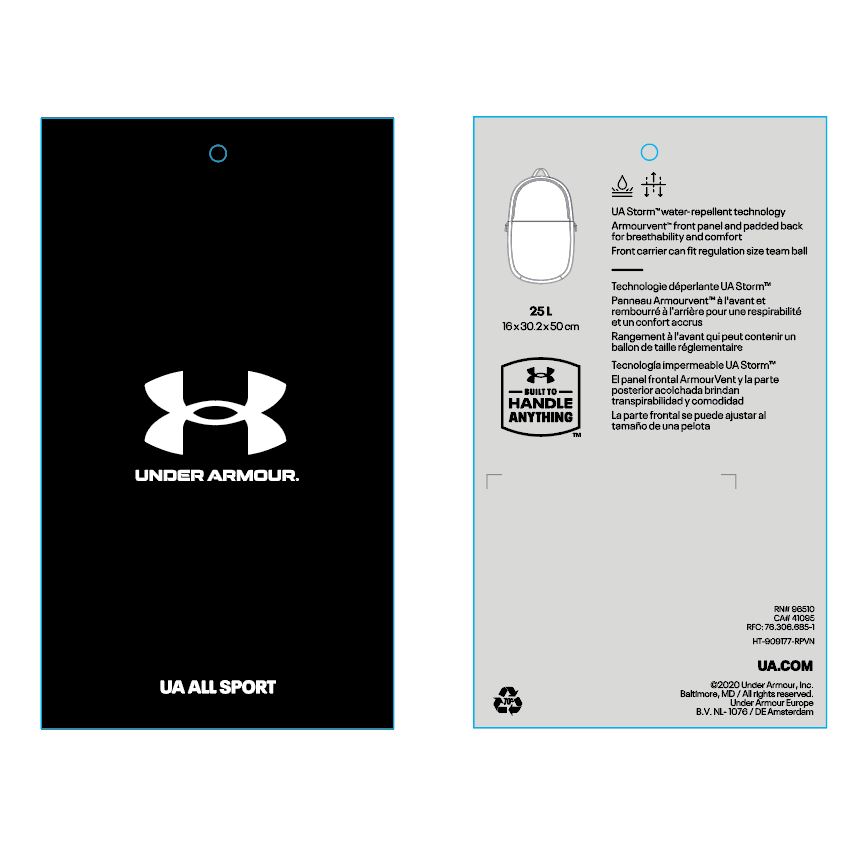 UNDER ARMOUR.
UA ALL SPORT
25 L
16 x 30.2 x 50 cm
BUILT TO
HANDLE
ANYTHING
TM
UA Storm™ water-repellent technology
Armourvent™ front panel and padded back
for breathability and comfort
Front carrier can fit regulation size team ball
Technologie déperlante UA Storm™
Panneau Armourvent™ à l'avant et
rembourré à l'arrière pour une respirabilité
et un confort accrus
Rangement à l'avant qui peut contenir un
ballon de taille réglementaire
Tecnología impermeable UA Storm™
El panel frontal ArmourVent y la parte
posterior acolchada brindan
transpirabilidad y comodidad
La parte frontal se puede ajustar al
tamaño de una pelota
RN# 96510
CA# 41095
RFC: 76.306.685-1
HT-909177-RPVN
UA.COM
©2020 Under Armour, Inc.
Baltimore, MD / All rights reserved.
Under Armour Europe
B.V. NL- 1076 / DE Amsterdam